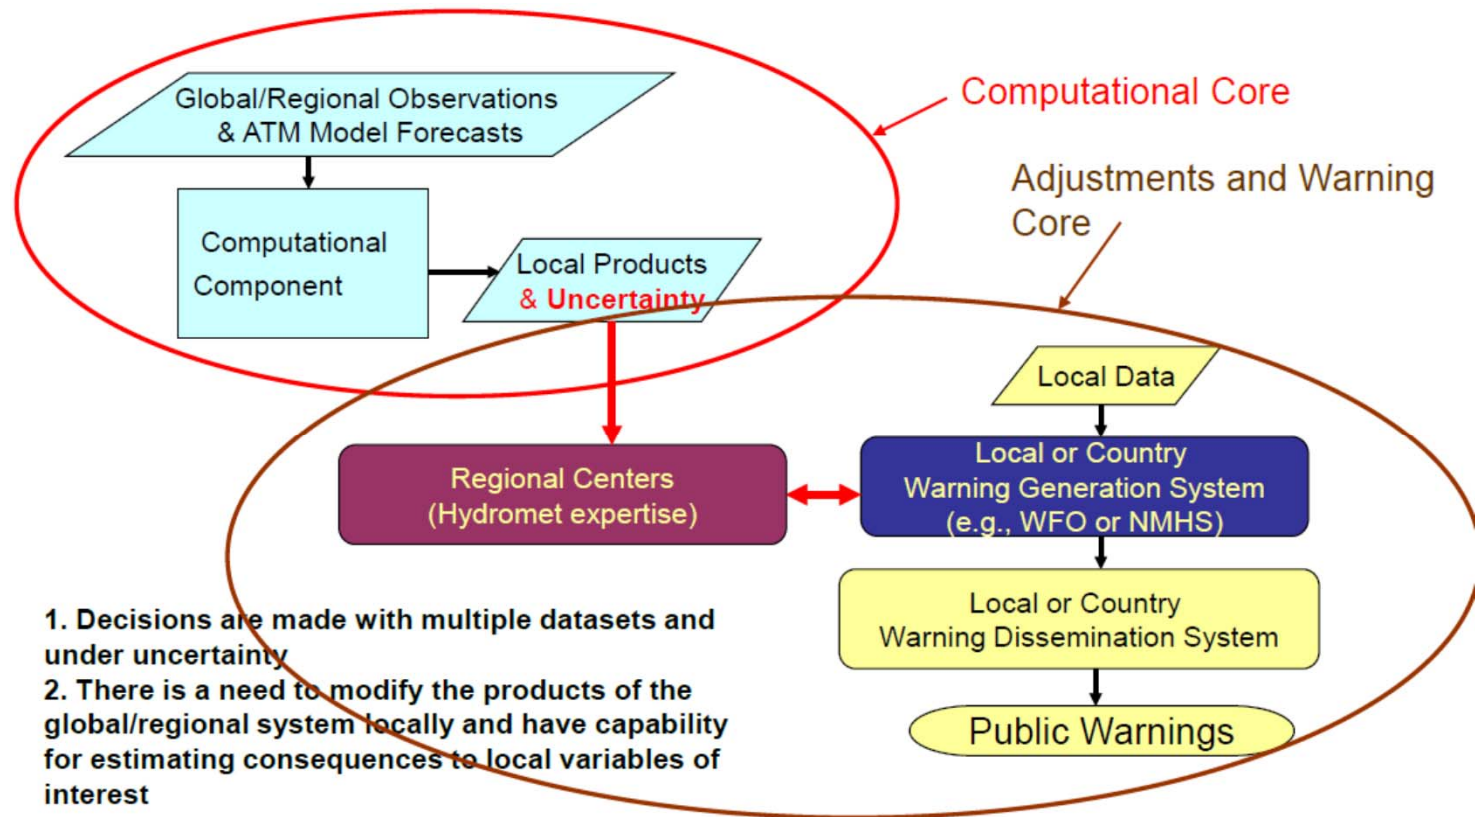 Global/Regional Observations
& ATM Model Forecasts
Computational Core
Adjustments and Warning
Core
Computational
Component
Local Products
& Uncertainty
Local Data
Regional Centers
(Hydromet expertise)
Local or Country
Warning Generation System
(e.g., WFO or NMHS)
Local or Country
Warning Dissemination System
Public Warnings
1. Decisions are made with multiple datasets and
under uncertainty
2. There is a need to modify the products of the
global/regional system locally and have capability
for estimating consequences to local variables of
interest